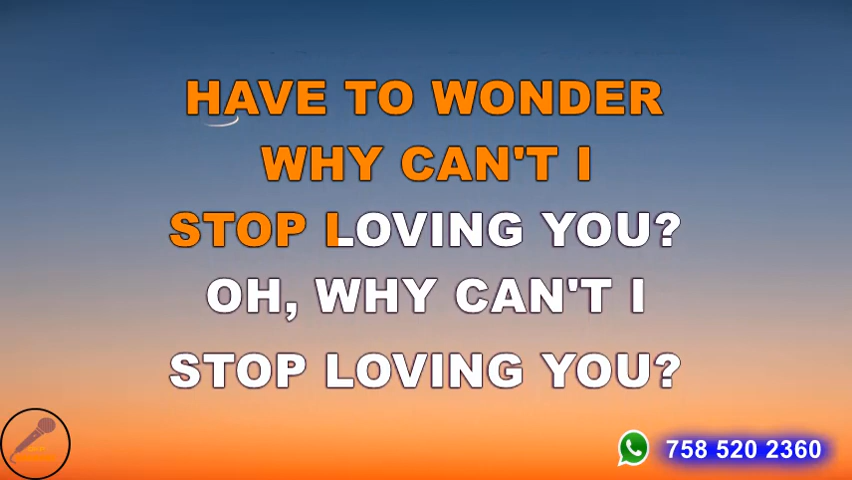 HAVE TO WONDER
WHY CAN'T I
STOP LOVING YOU?
OH, WHY CAN'T I
STOP LOVING YOU?
758 520 2360